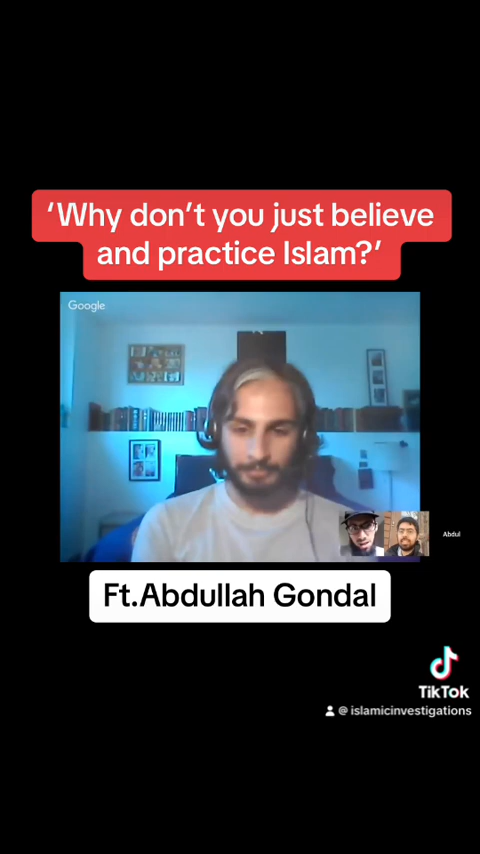 ‘Why don’t you just believe
and practice Islam?’
Google
Abdul
Ft.Abdullah Gondal
TikTok
@ islamicinvestigations